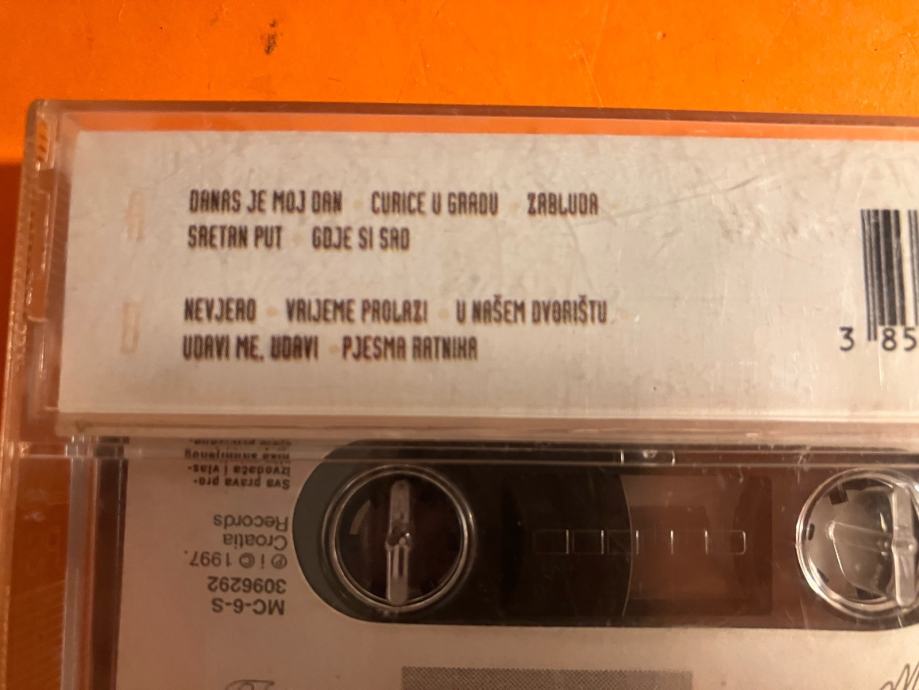 A
DANAS JE MOJ DAN • CURICE U GRADU • ZABLUDA
SRETAN PUT • GDJE SI SAD
B
NEVJERO • VRIJEME PROLAZI • U NAŠEM DVORIŠTU
UDAVI ME, UDAVI • PJESMA RATNIKA
3 85
MC-6-S
3096292
℗ i © 1997.
Croatia
Records
Sva prava pro-
izvođača i vlas-